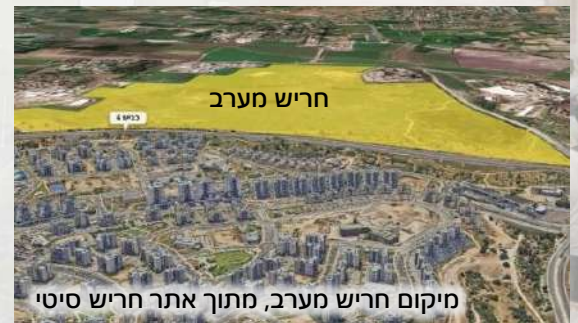 חריש מערב
כביש 6
מיקום חריש מערב, מתוך אתר חריש סיטי